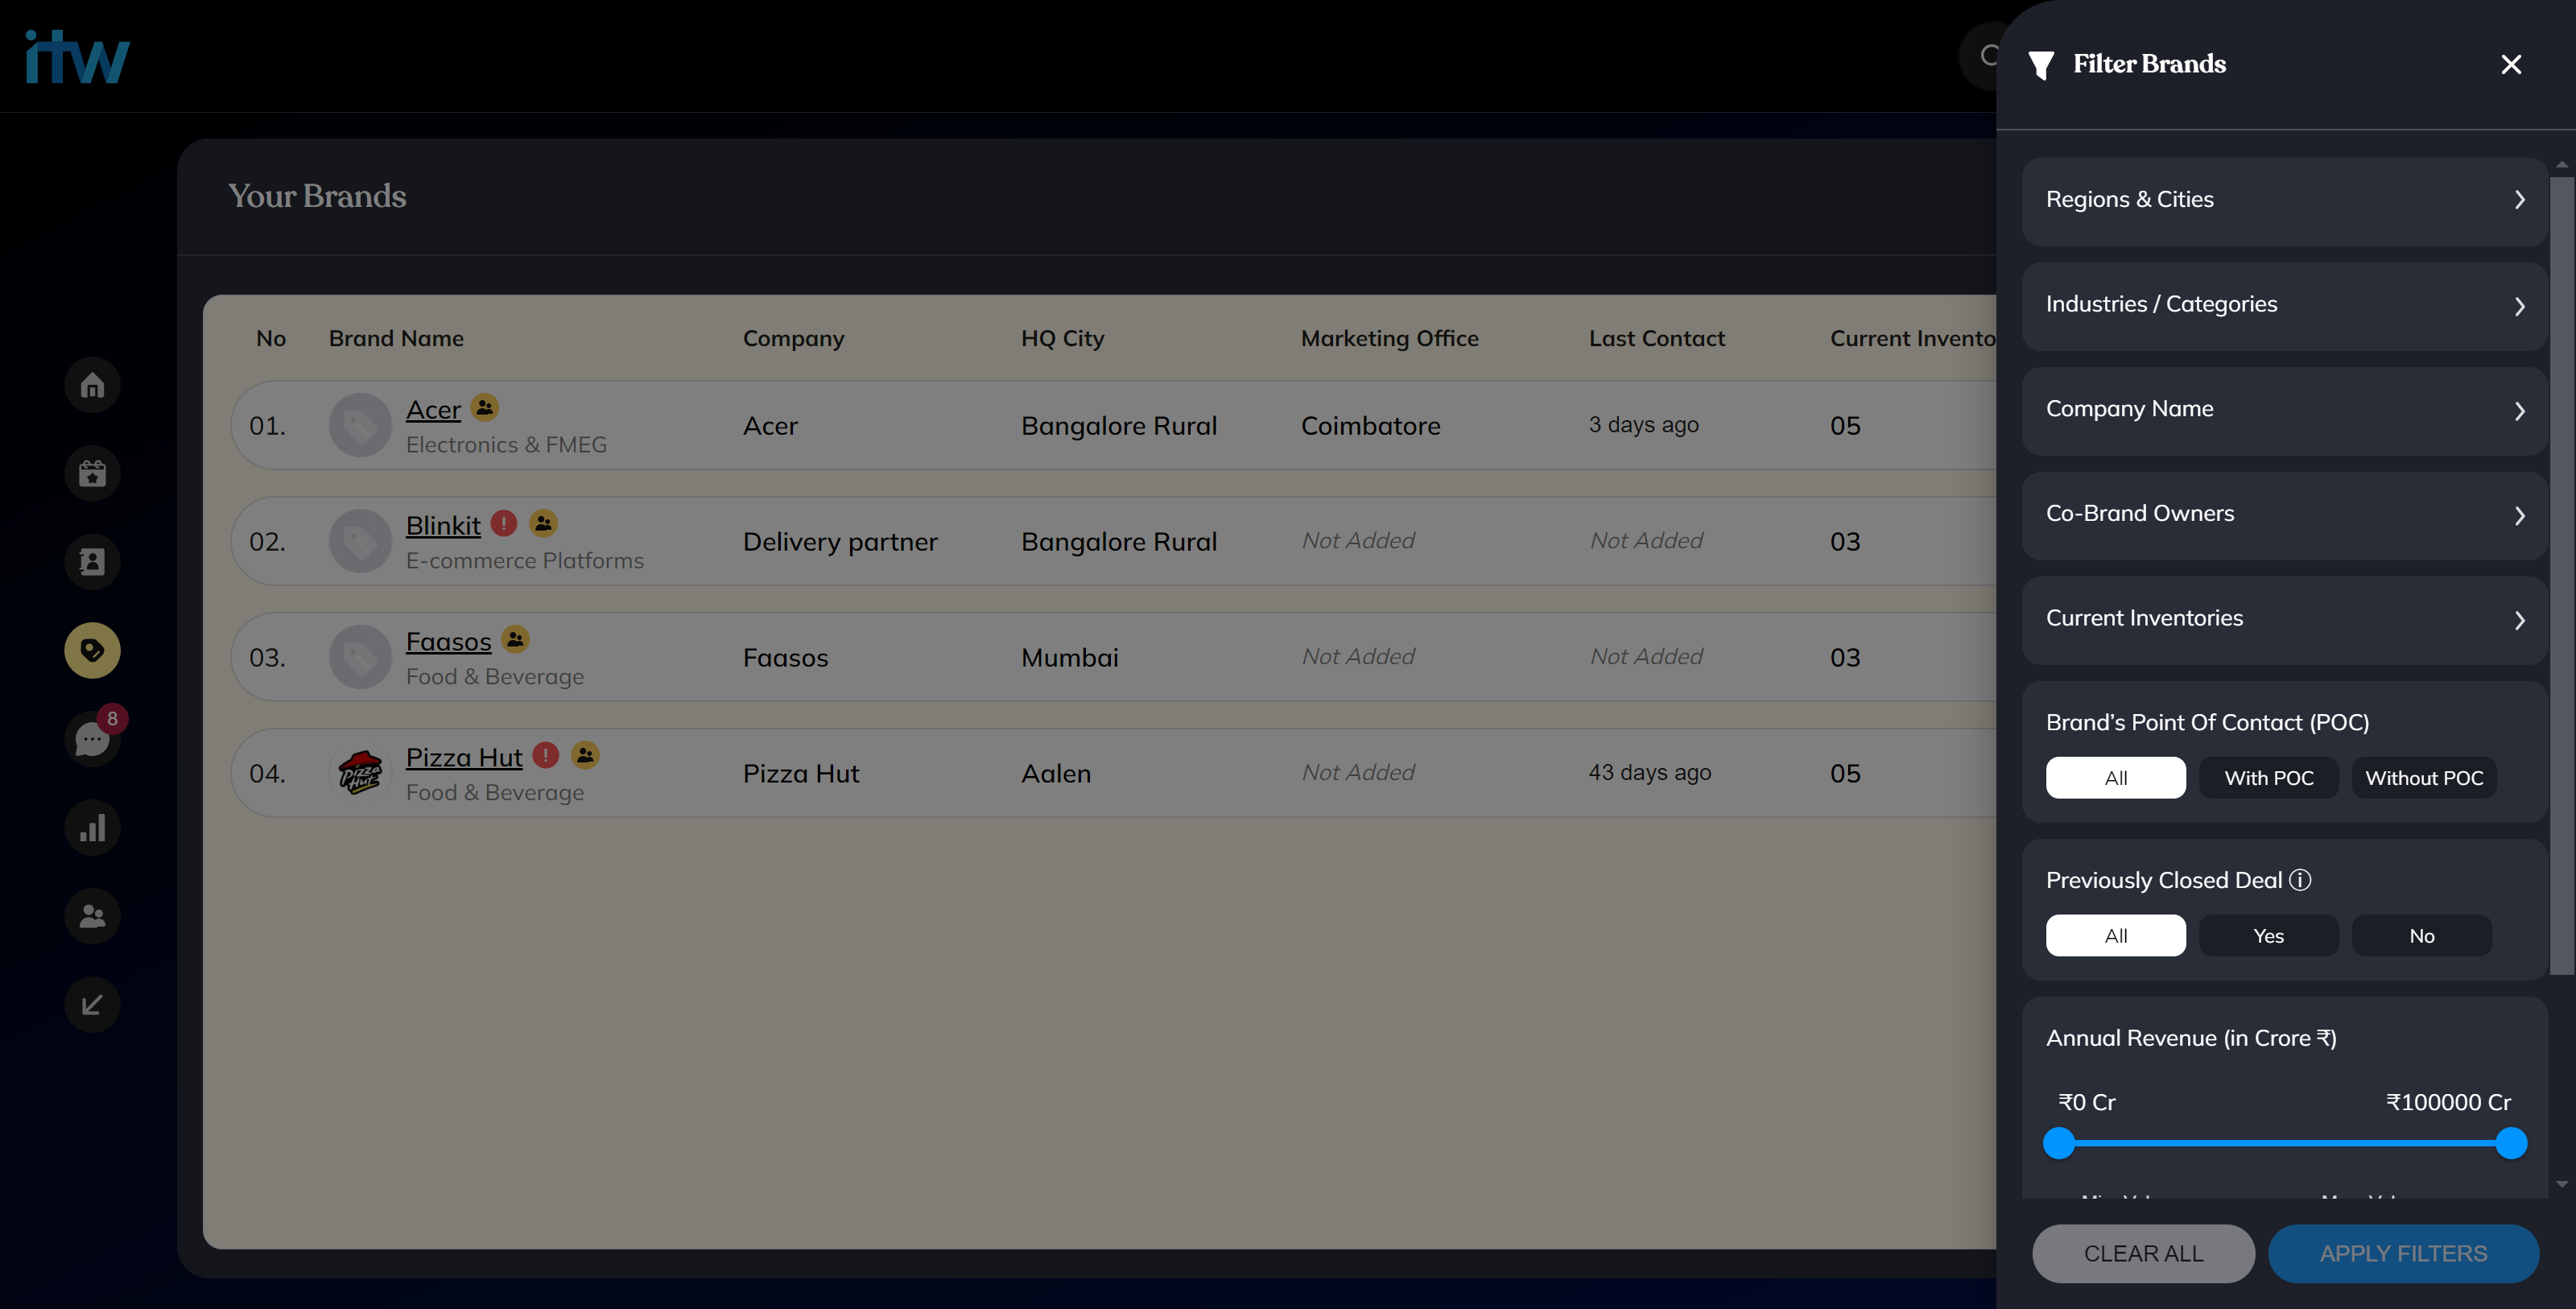 itw
Filter Brands
Your Brands
No Brand Name Company HQ City Marketing Office Last Contact Current Invento
01. Acer Acer Bangalore Rural Coimbatore 3 days ago 05
Electronics & FMEG
02. Blinkit Delivery partner Bangalore Rural Not Added Not Added 03
E-commerce Platforms
03. Faasos Faasos Mumbai Not Added Not Added 03
Food & Beverage
04. Pizza Hut Pizza Hut Aalen Not Added 43 days ago 05
Food & Beverage
Pizza
Hut
8
Regions & Cities
Industries / Categories
Company Name
Co-Brand Owners
Current Inventories
Brand's Point Of Contact (POC)
All With POC Without POC
Previously Closed Deal
All Yes No
Annual Revenue (in Crore ₹)
₹0 Cr ₹100000 Cr
CLEAR ALL APPLY FILTERS